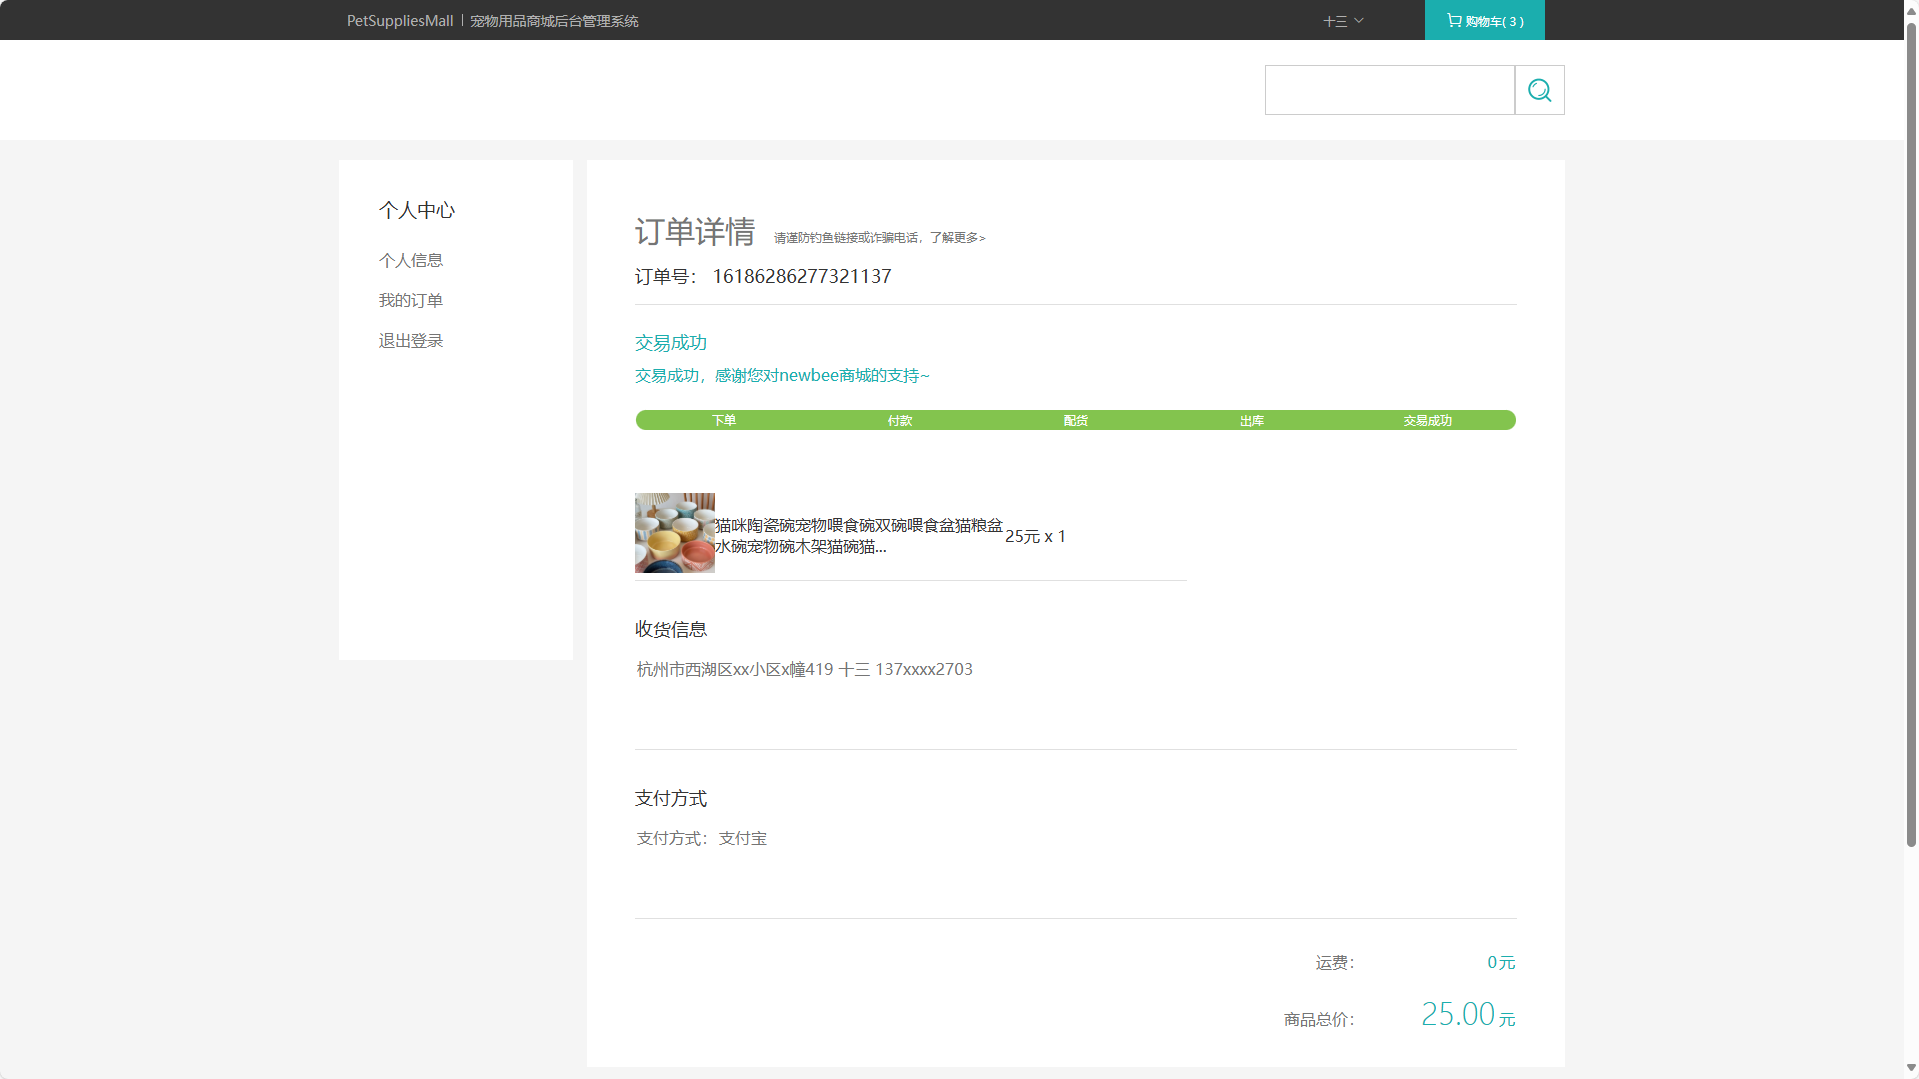 PetSuppliesMall | 宠物用品商城后台管理系统
十三
购物车( 3 )
个人中心
个人信息
我的订单
退出登录
订单详情 请谨防钓鱼链接或诈骗电话，了解更多>
订单号： 16186286277321137
交易成功
交易成功，感谢您对newbee商城的支持~
下单 付款 配货 出库 交易成功
猫咪陶瓷碗宠物喂食碗双碗喂食盆猫粮盆
水碗宠物碗木架猫碗猫...
25元 x 1
收货信息
杭州市西湖区xx小区x幢419 十三 137xxxx2703
支付方式
支付方式：支付宝
运费： 0元
商品总价： 25.00元